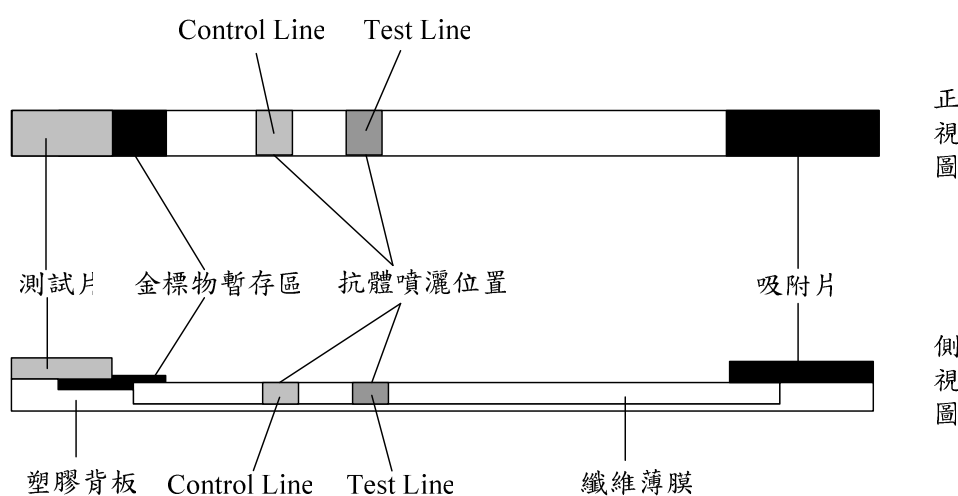 Control Line
Test Line
正視圖
測試片
金標物暫存區
抗體噴灑位置
吸附片
側視圖
塑膠背板
Control Line
Test Line
纖維薄膜